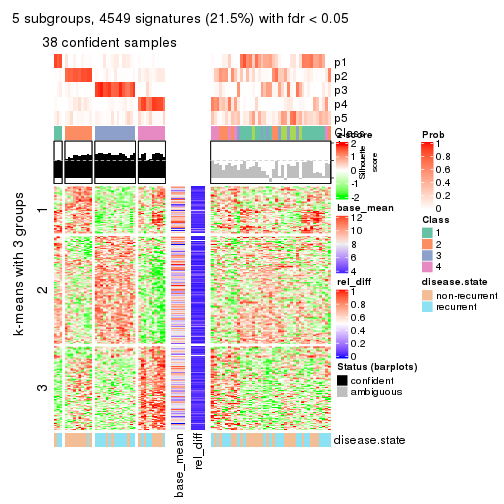 5 subgroups, 4549 signatures (21.5%) with fdr < 0.05
38 confident samples
p1
p2
p3
p4
p5
Class
z-score
2
1
0
-1
-2
Silhouette
score
base_mean
12
10
8
6
4
rel_diff
1
0.8
0.6
0.4
0.2
0
Status (barplots)
confident
ambiguous
Prob
1
0.8
0.6
0.4
0.2
0
Class
1
2
3
4
disease.state
non-recurrent
recurrent
k-means with 3 groups
1
2
3
disease.state
base_mean
rel_diff